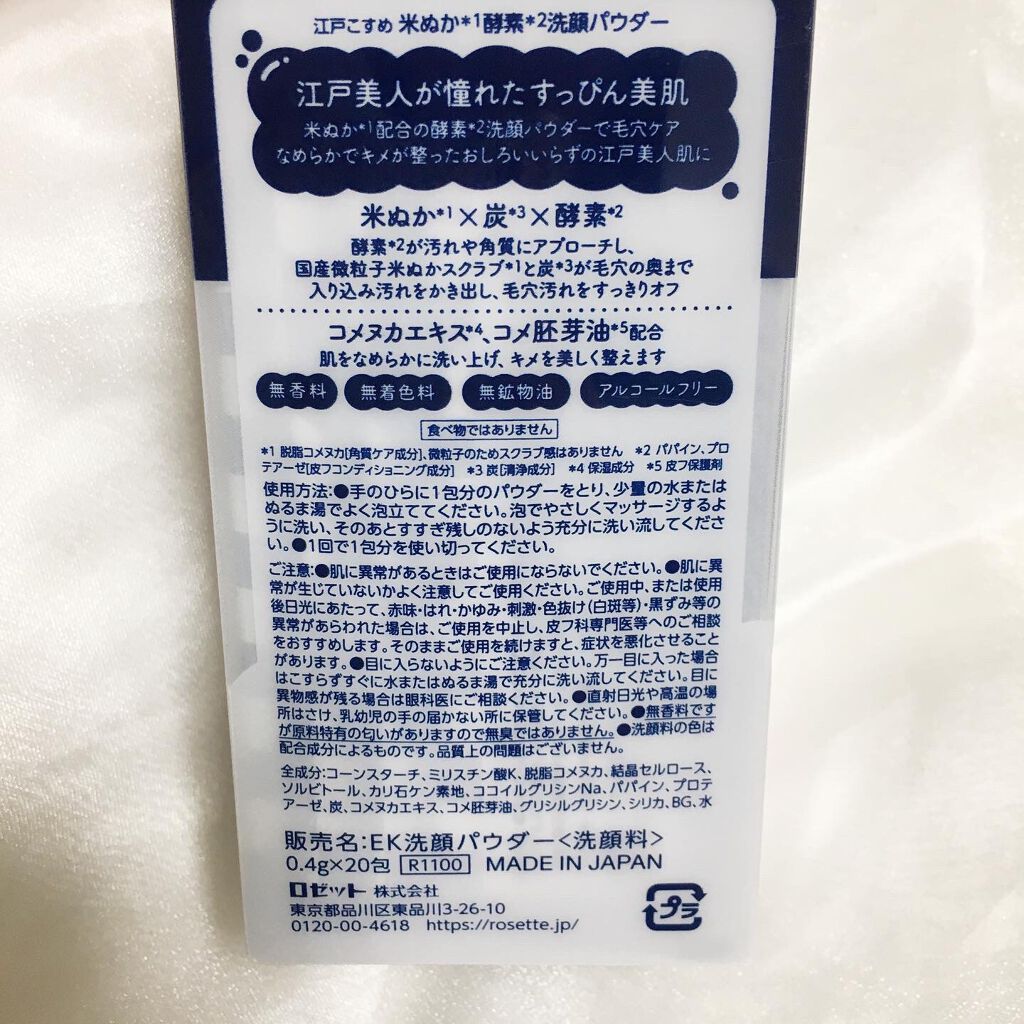 江戸こすめ 米ぬか*1酵素*2洗顔パウダー
江戸美人が憧れたすっぴん美肌
米ぬか*1配合の酵素*2洗顔パウダーで毛穴ケア
なめらかでキメが整ったおしろいいらずの江戸美人肌に
米ぬか*1×炭*3×酵素*2
酵素*2が汚れや角質にアプローチし、
国産微粒子米ぬかスクラブ*1と炭*3が毛穴の奥まで
入り込み汚れをかき出し、毛穴汚れをすっきりオフ
コメヌカエキス*4、コメ胚芽油*5配合
肌をなめらかに洗い上げ、キメを美しく整えます
無香料 無着色料 無鉱物油 アルコールフリー
食べ物ではありません
*1 脱脂コメヌカ[角質ケア成分]、微粒子のためスクラブ感はありません *2 パパイン、プロ
テアーゼ[皮フコンディショニング成分] *3 炭[清浄成分] *4 保湿成分 *5 皮フ保護剤
使用方法:●手のひらに1包分のパウダーをとり、少量の水または
ぬるま湯でよく泡立ててください。泡でやさしくマッサージするよ
うに洗い、そのあとすすぎ残しのないよう充分に洗い流してくださ
い。●1回で1包分を使い切ってください。
ご注意:●肌に異常があるときはご使用にならないでください。●肌に異
常が生じていないかよく注意してご使用ください。ご使用中、または使用
後日光にあたって、赤味・はれ・かゆみ・刺激・色抜け(白斑等)・黒ずみ等の
異常があらわれた場合は、ご使用を中止し、皮フ科専門医等へのご相談
をおすすめします。そのままご使用を続けますと、症状を悪化させること
があります。●目に入らないようにご注意ください。万一目に入った場合
はこすらずすぐに水またはぬるま湯で充分に洗い流してください。目に
異物感が残る場合は眼科医にご相談ください。●直射日光や高温の場
所はさけ、乳幼児の手の届かない所に保管してください。●無香料です
が原料特有の匂いがありますので無臭ではありません。●洗顔料の色は
配合成分によるものです。品質上の問題はございません。
全成分:コーンスターチ、ミリスチン酸K、脱脂コメヌカ、結晶セルロース、
ソルビトール、カリ石ケン素地、ココイルグリシンNa、パパイン、プロテ
アーゼ、炭、コメヌカエキス、コメ胚芽油、グリシルグリシン、シリカ、BG、水
販売名:EK洗顔パウダー<洗顔料>
0.4g×20包 R1100 MADE IN JAPAN
ロゼット 株式会社
東京都品川区東品川3-26-10
0120-00-4618 https://rosette.jp/
プラ